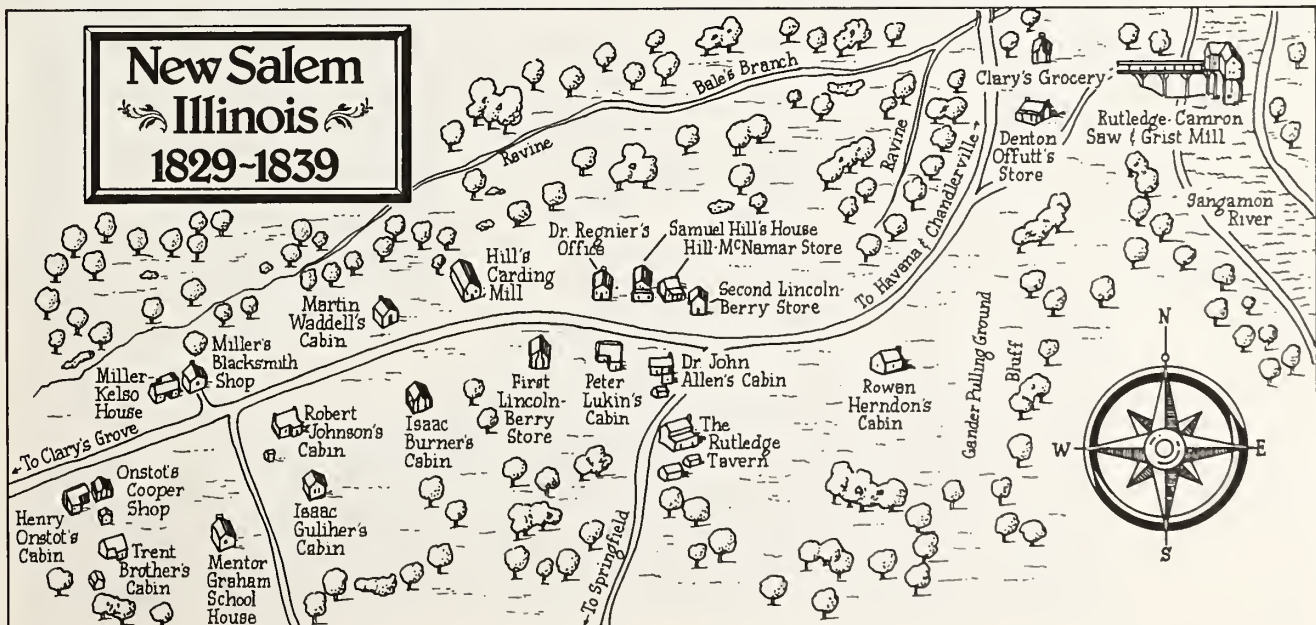 New Salem
Illinois
1829~1839
Bale's Branch
Ravine
Ravine
Clary's Grocery
Rutledge-Camron
Saw & Grist Mill
Denton
Offutt's
Store
Sangamon
River
To Havana & Chandlerville→
Dr. Regnier's
Office
Samuel Hill's House
Hill-McNamar Store
Second Lincoln-
Berry Store
Hill's
Carding
Mill
Martin
Waddell's
Cabin
Miller's
Blacksmith
Shop
Miller-
Kelso
House
←To Clary's Grove
Robert
Johnson's
Cabin
Isaac
Burner's
Cabin
First
Lincoln-
Berry
Store
Peter
Lukin's
Cabin
Dr. John
Allen's Cabin
Rowan
Herndon's
Cabin
Gander Pulling Ground
Bluff
The
Rutledge
Tavern
←To Springfield
Onstot's
Cooper
Shop
Henry
Onstot's
Cabin
Trent
Brother's
Cabin
Mentor
Graham
School
House
Isaac
Guliher's
Cabin
N
W
E
S